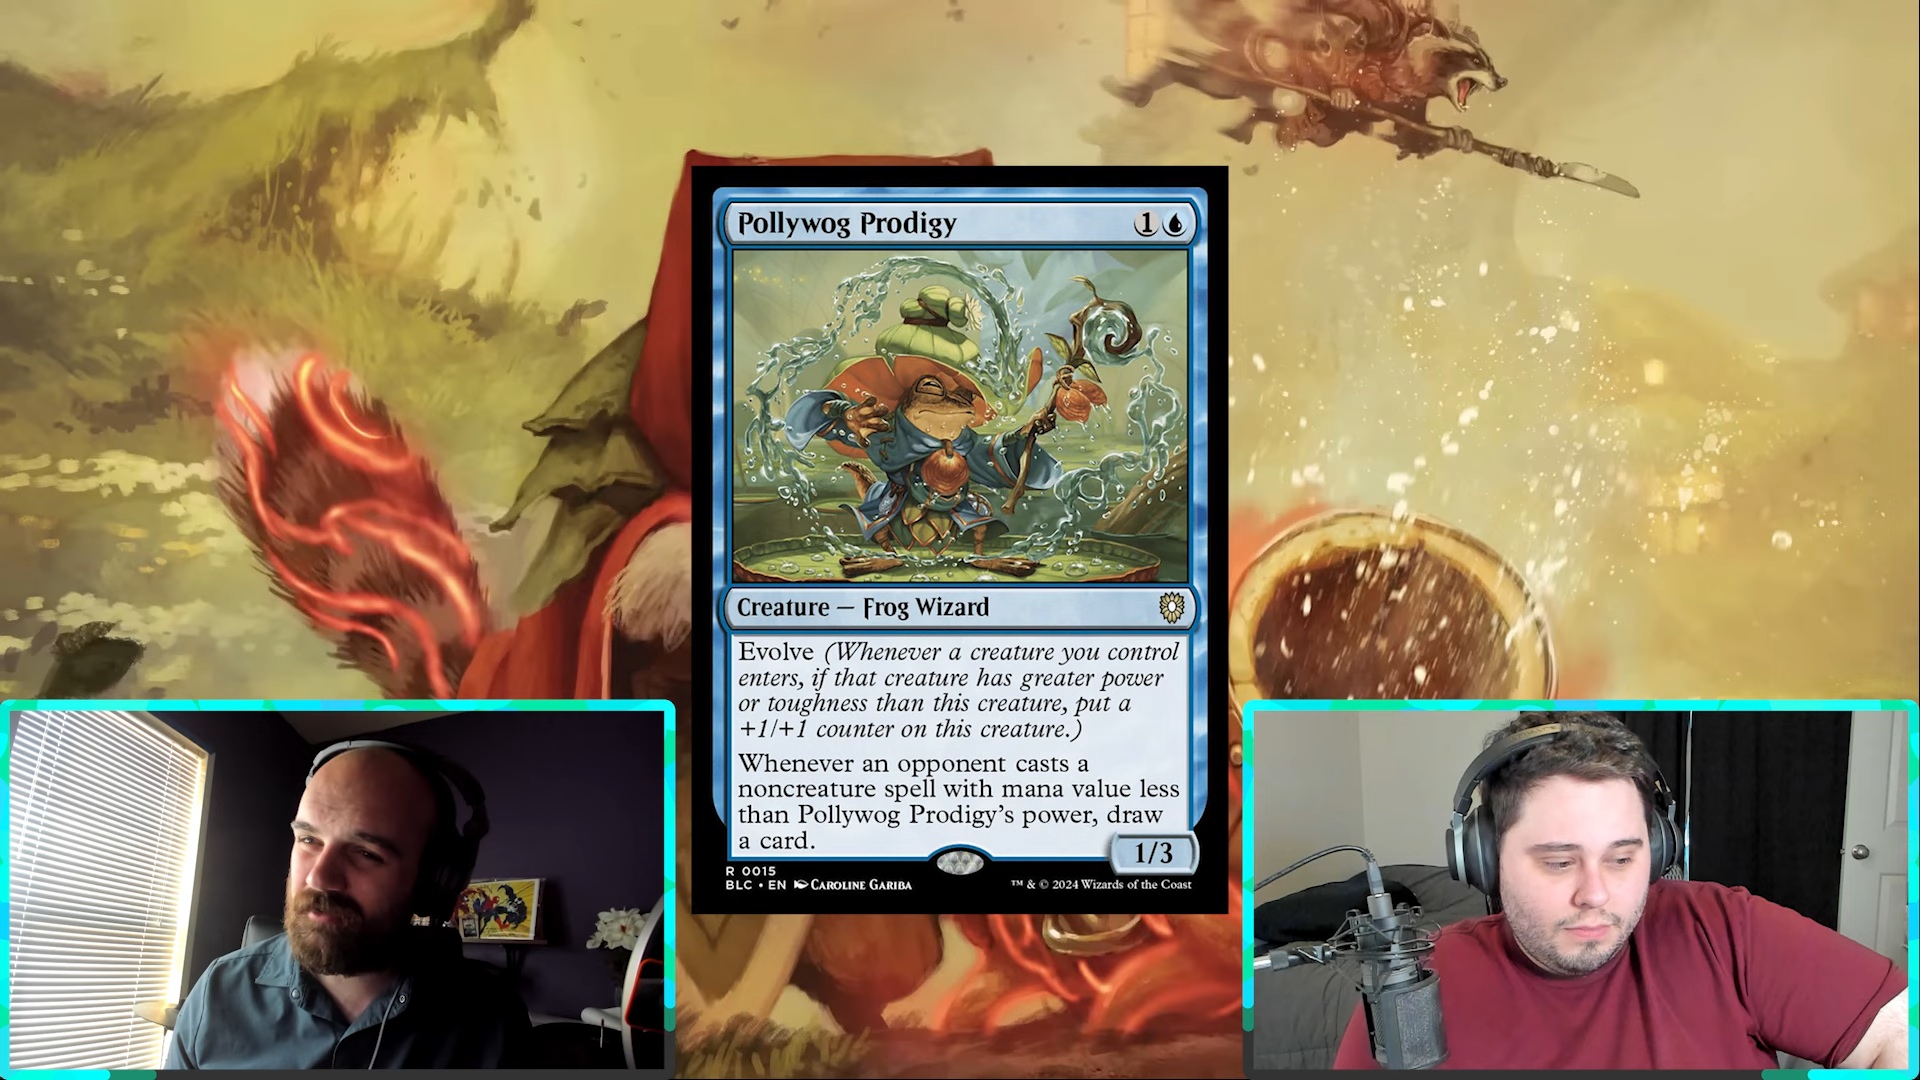 Pollywog Prodigy 1
Creature — Frog Wizard
Evolve (Whenever a creature you control
enters, if that creature has greater power
or toughness than this creature, put a
+1/+1 counter on this creature.)
Whenever an opponent casts a
noncreature spell with mana value less
than Pollywog Prodigy's power, draw
a card.
1/3
R 0015
BLC • EN CAROLINE GARIBA
™ & © 2024 Wizards of the Coast